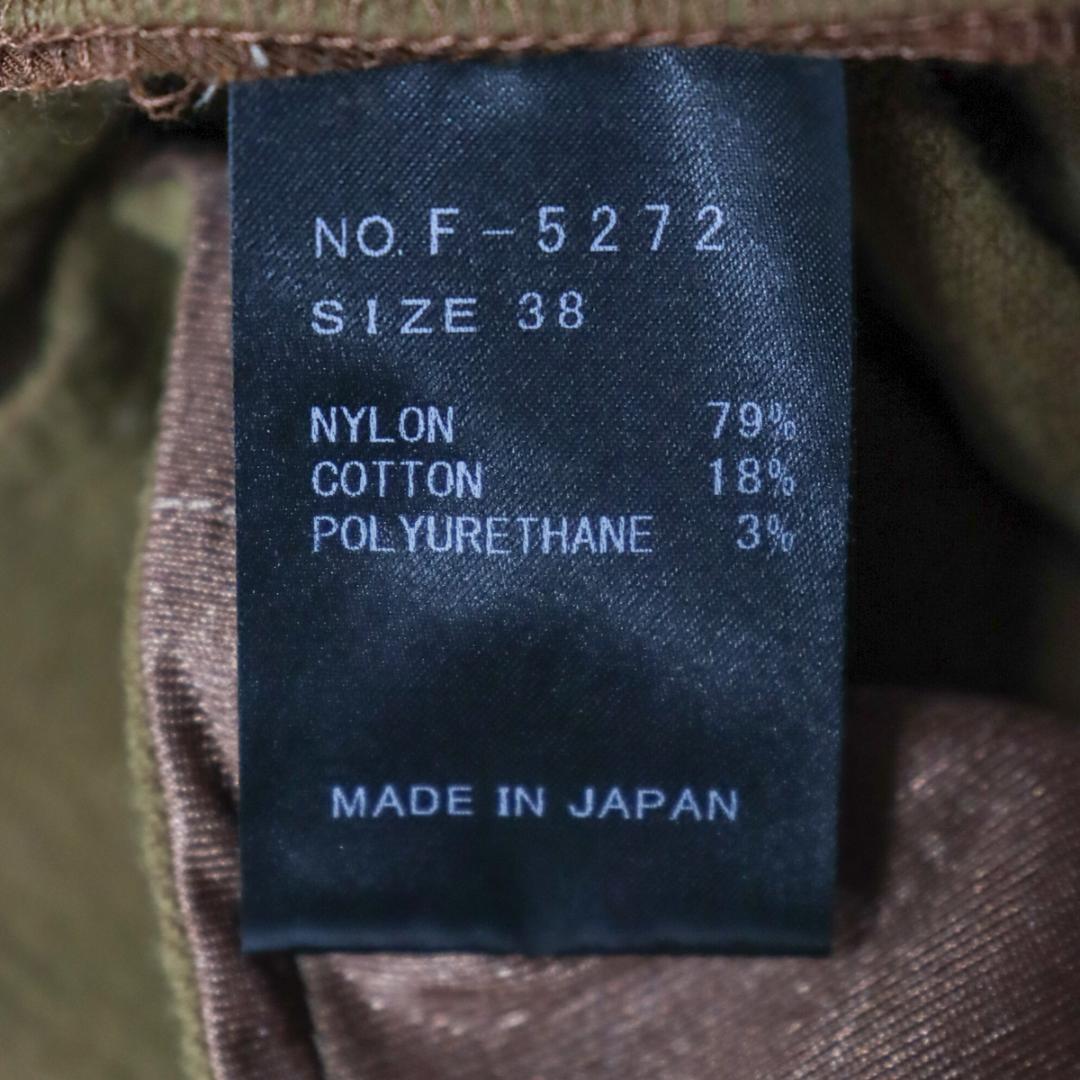 NO. F-5272
SIZE 38
NYLON 79%
COTTON 18%
POLYURETHANE 3%
MADE IN JAPAN